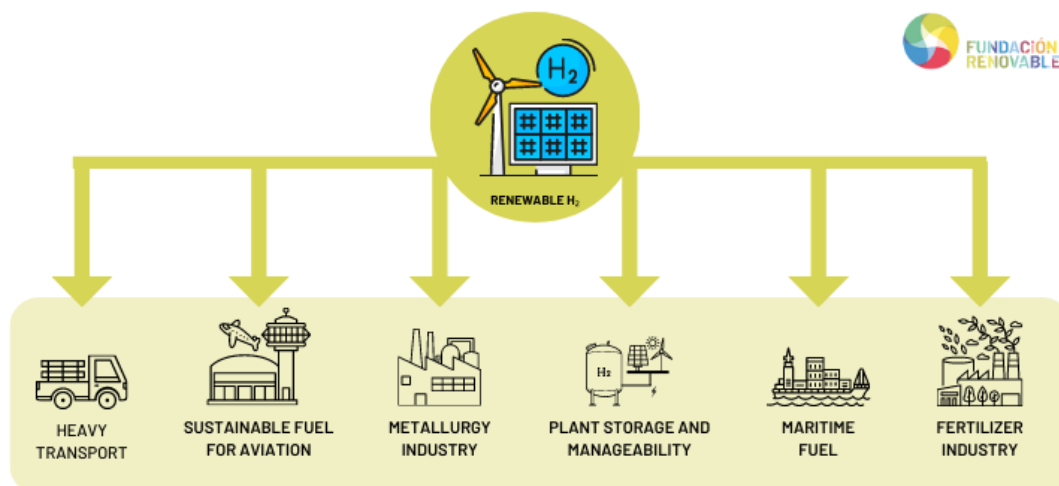 H₂
FUNDACIÓN
RENOVABLE
RENEWABLE H₂
H₂
HEAVY
TRANSPORT
SUSTAINABLE FUEL
FOR AVIATION
METALLURGY
INDUSTRY
PLANT STORAGE AND
MANAGEABILITY
MARITIME
FUEL
FERTILIZER
INDUSTRY